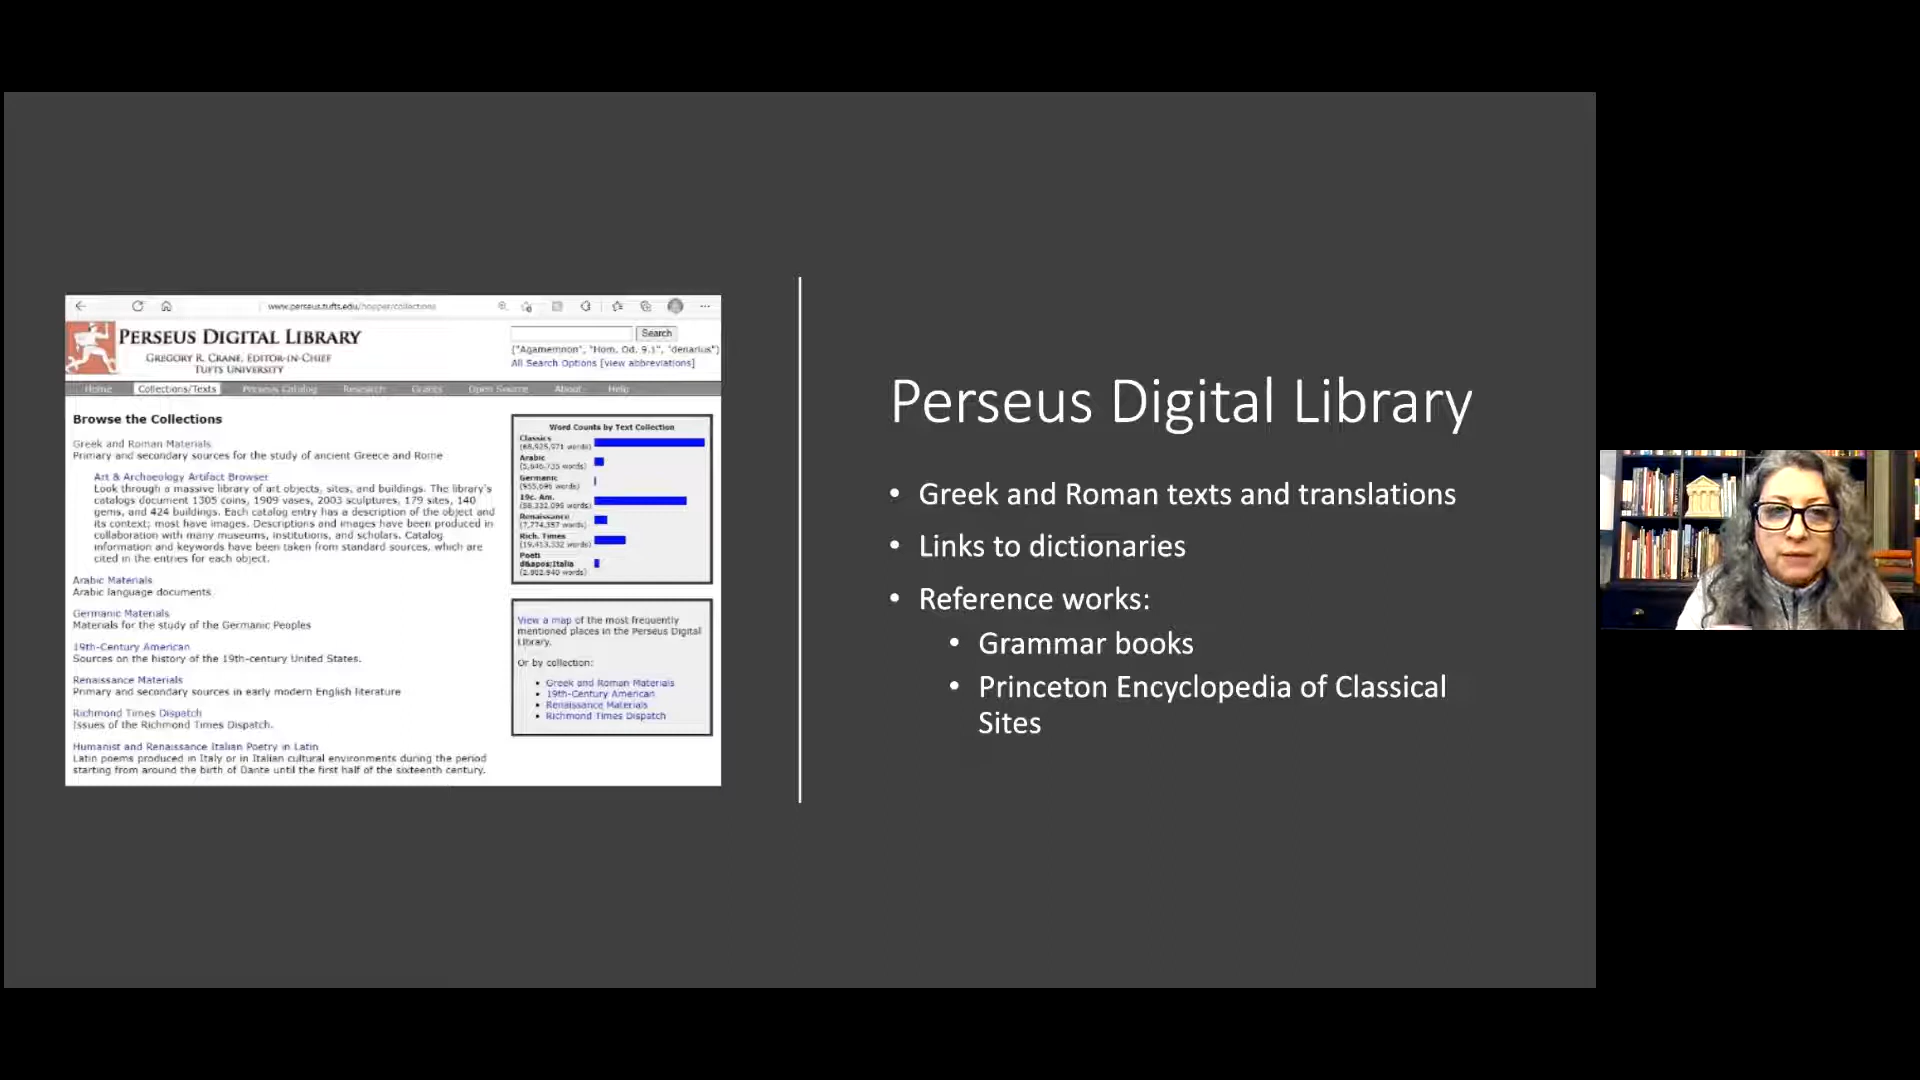 www.perseus.tufts.edu/hopper/collections
PERSEUS DIGITAL LIBRARY
GREGORY R. CRANE, EDITOR-IN-CHIEF
TUFTS UNIVERSITY
Search
("Agamemnon", "Hom. Od. 9.1", "denarius")
All Search Options [view abbreviations]
Home Collections/Texts Perseus Catalog Research Grants Open Source About Help
Browse the Collections
Greek and Roman Materials
Primary and secondary sources for the study of ancient Greece and Rome
Art & Archaeology Artifact Browser
Look through a massive library of art objects, sites, and buildings. The library's
catalogs document 1305 coins, 1909 vases, 2003 sculptures, 179 sites, 140
gems, and 424 buildings. Each catalog entry has a description of the object and
its context; most have images. Descriptions and images have been produced in
collaboration with many museums, institutions, and scholars. Catalog
information and keywords have been taken from standard sources, which are
cited in the entries for each object.
Arabic Materials
Arabic language documents
Germanic Materials
Materials for the study of the Germanic Peoples
19th-Century American
Sources on the history of the 19th-century United States.
Renaissance Materials
Primary and secondary sources in early modern English literature
Richmond Times Dispatch
Issues of the Richmond Times Dispatch.
Humanist and Renaissance Italian Poetry in Latin
Latin poems produced in Italy or in Italian cultural environments during the period
starting from around the birth of Dante until the first half of the sixteenth century.
Word Counts by Text Collection
Classics
words)
Arabic
words)
Germanic
words)
19c. Am.
words)
Renaissance
words)
Rich. Times
words)
Poeti
d&apos;Italia
words)
View a map of the most frequently
mentioned places in the Perseus Digital
Library.
Or by collection:
• Greek and Roman Materials
• 19th-Century American
• Renaissance Materials
• Richmond Times Dispatch
Perseus Digital Library
• Greek and Roman texts and translations
• Links to dictionaries
• Reference works:
• Grammar books
• Princeton Encyclopedia of Classical
Sites